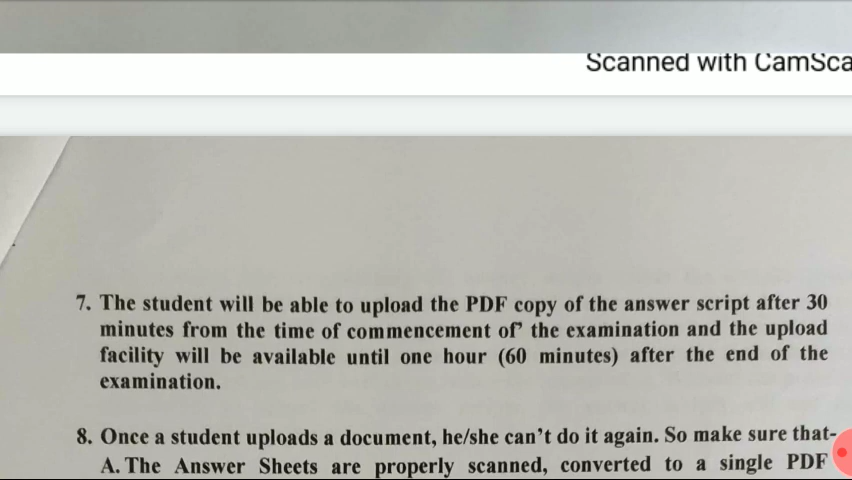 Scanned with CamSca
7. The student will be able to upload the PDF copy of the answer script after 30
minutes from the time of commencement of’ the examination and the upload
facility will be available until one hour (60 minutes) after the end of the
examination.
8. Once a student uploads a document, he/she can’t do it again. So make sure that-
A. The Answer Sheets are properly scanned, converted to a single PDF